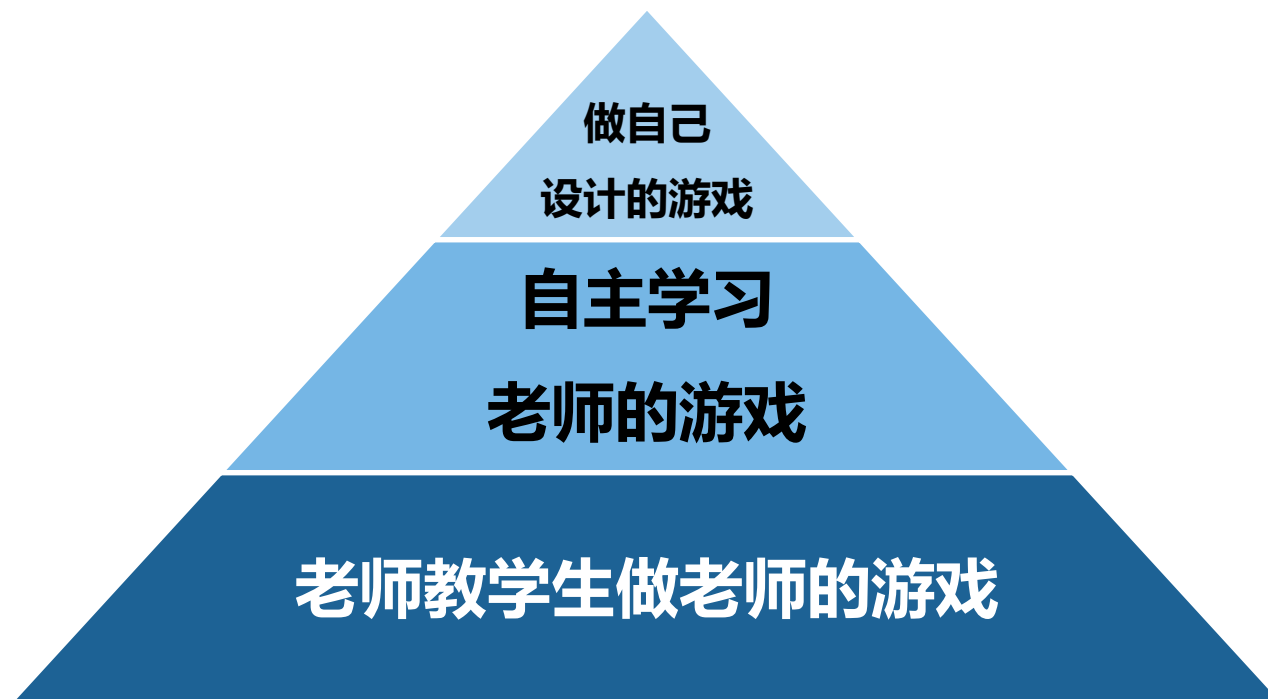 做自己
设计的游戏
自主学习
老师的游戏
老师教学生做老师的游戏